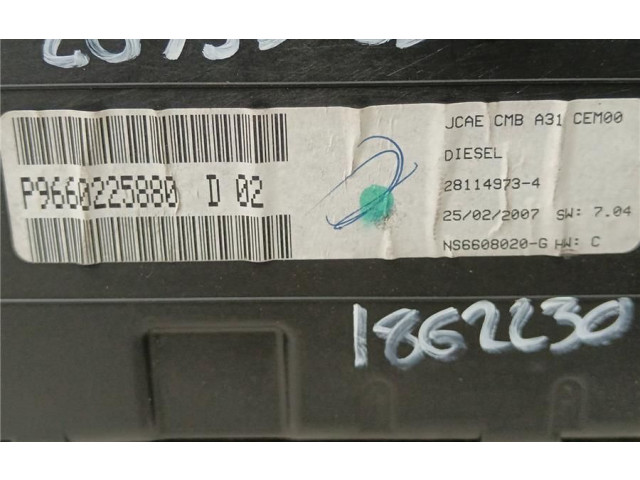 P9660225880 D 02
JCAE CMB A31 CEM00
DIESEL
28114973-4
25/02/2007 SW: 7.04
NS6608020-G HW: C
1862230